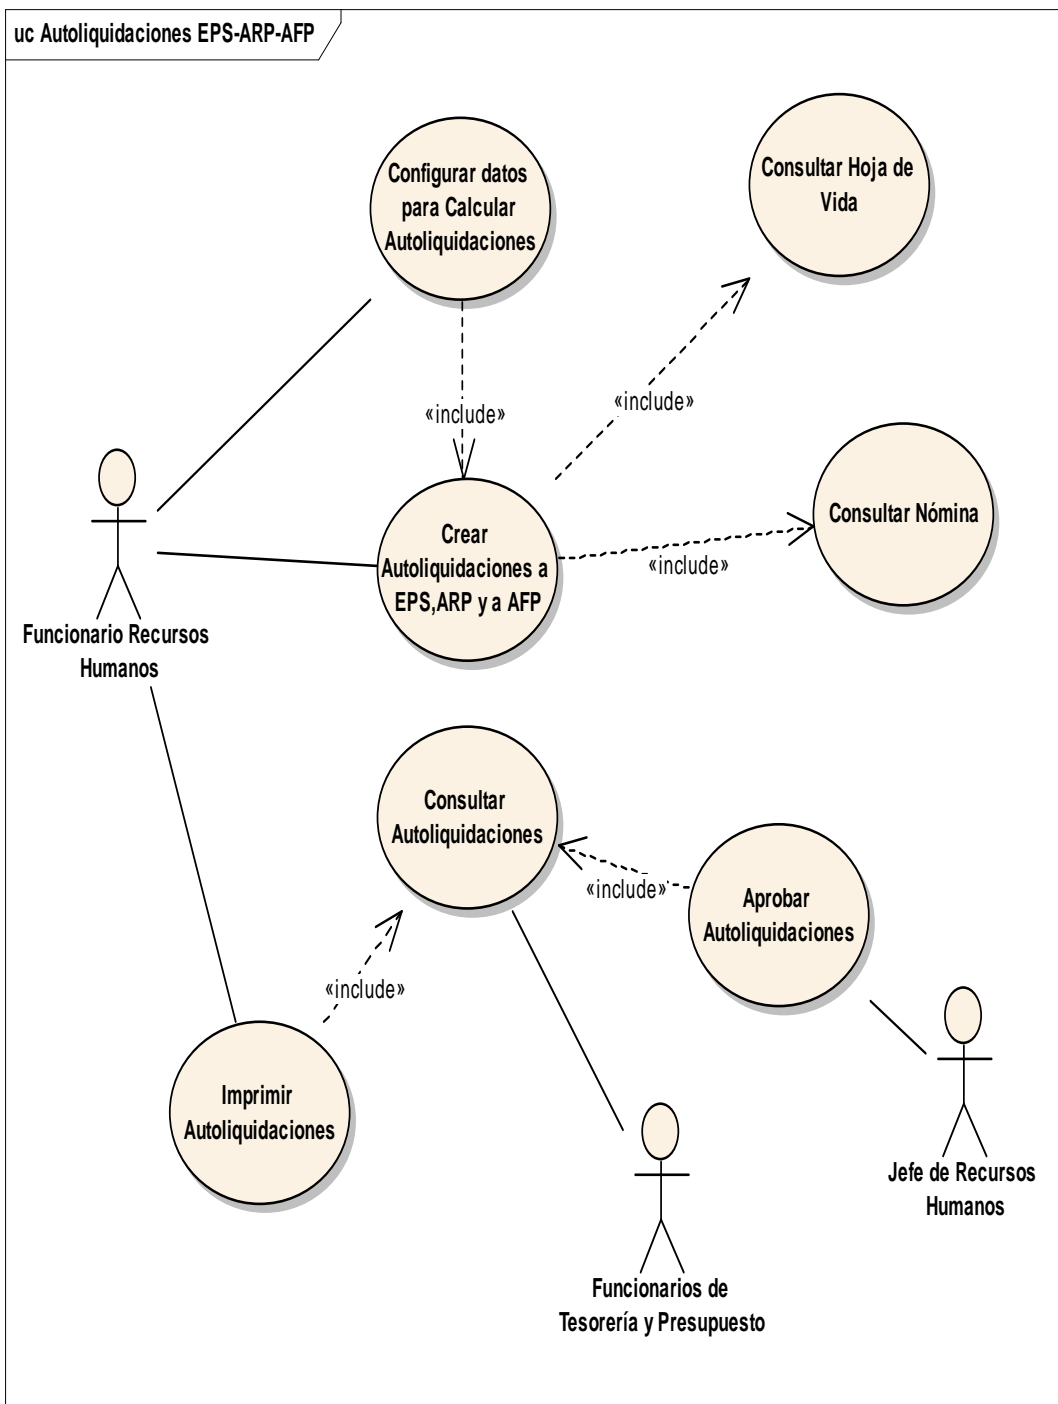 uc Autoliquidaciones EPS-ARP-AFP
Configurar datos
para Calcular
Autoliquidaciones
Consultar Hoja de
Vida
«include»
«include»
Consultar Nómina
«include»
Crear
Autoliquidaciones a
EPS,ARP y a AFP
Funcionario Recursos
Humanos
Consultar
Autoliquidaciones
«include»
Aprobar
Autoliquidaciones
«include»
Imprimir
Autoliquidaciones
Jefe de Recursos
Humanos
Funcionarios de
Tesorería y Presupuesto